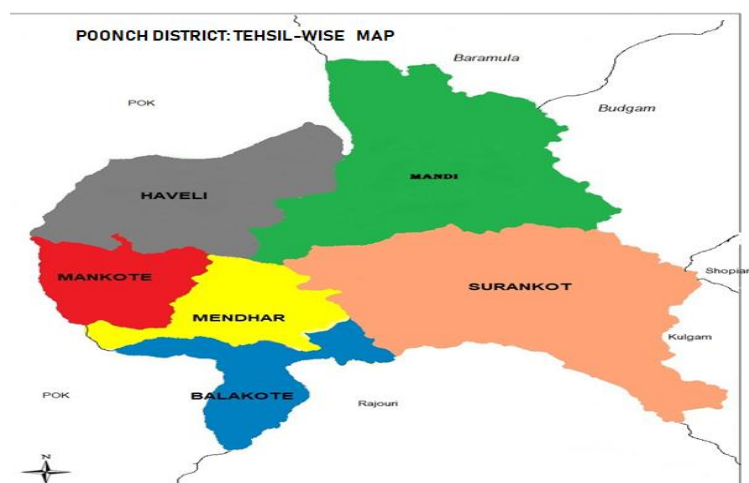 POONCH DISTRICT: TEHSIL-WISE MAP
Baramula
POK
Budgam
MANDI
HAVELI
Shopian
MANKOTE
SURANKOT
MENDHAR
Kulgam
BALAKOTE
POK
Rajouri
N